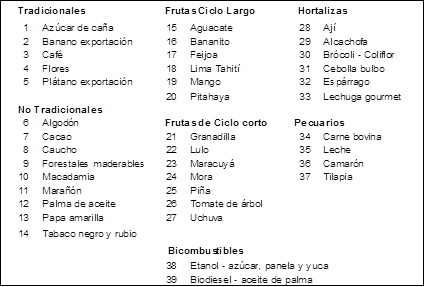 Tradicionales
1 Azúcar de caña
2 Banano exportación
3 Café
4 Flores
5 Plátano exportación
No Tradicionales
6 Algodón
7 Cacao
8 Caucho
9 Forestales maderables
10 Macadamia
11 Marañón
12 Palma de aceite
13 Papa amarilla
14 Tabaco negro y rubio
Frutas Ciclo Largo
15 Aguacate
16 Bananito
17 Feijoa
18 Lima Tahití
19 Mango
20 Pitahaya
Frutas de Ciclo corto
21 Granadilla
22 Lulo
23 Maracuyá
24 Mora
25 Piña
26 Tomate de árbol
27 Uchuva
Hortalizas
28 Ají
29 Alcachofa
30 Brócoli - Coliflor
31 Cebolla bulbo
32 Espárrago
33 Lechuga gourmet
Pecuarios
34 Carne bovina
35 Leche
36 Camarón
37 Tilapia
Bicombustibles
38 Etanol - azúcar, panela y yuca
39 Biodiesel - aceite de palma